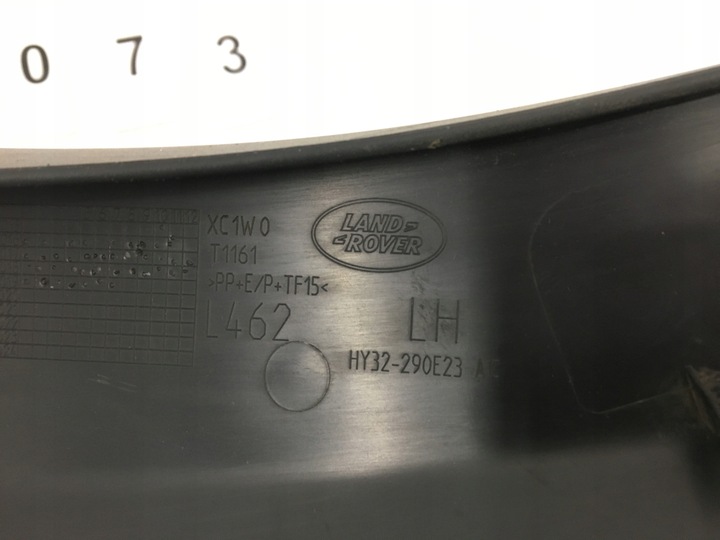 0 7 3
XC1W0
T1161
>PP+E/P+TF15<
L462
LAND
ROVER
LH
HY32-290E23